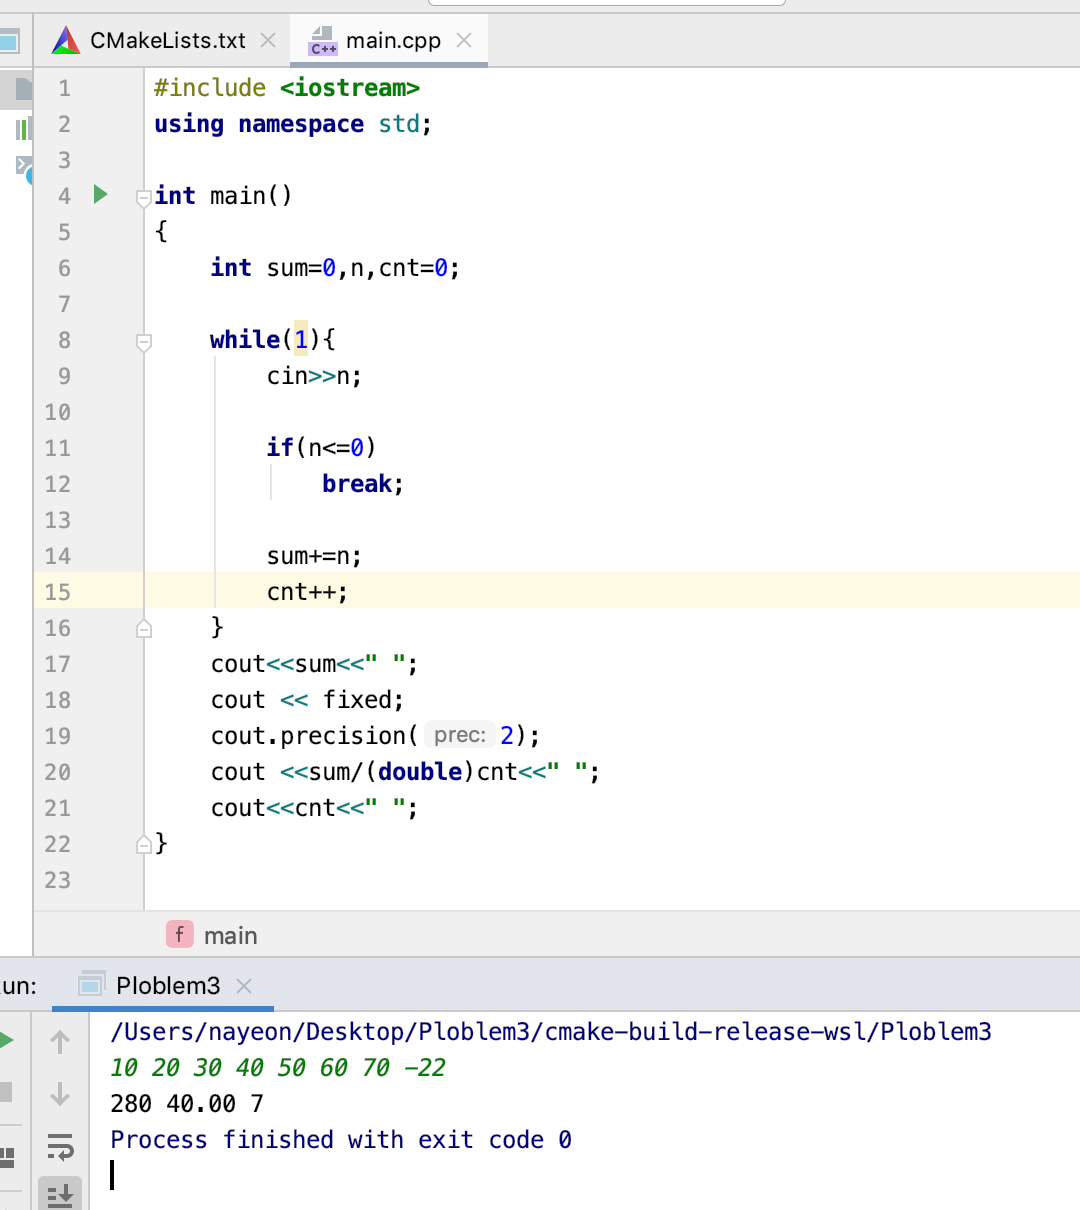 CMakeLists.txt main.cpp
1 #include <iostream>
2 using namespace std;
3
4 int main()
5 {
6 int sum=0,n,cnt=0;
7
8 while(1){
9 cin>>n;
10
11 if(n<=0)
12 break;
13
14 sum+=n;
15 cnt++;
16 }
17 cout<<sum<<" ";
18 cout << fixed;
19 cout.precision( prec: 2);
20 cout <<sum/(double)cnt<<" ";
21 cout<<cnt<<" ";
22 }
23
f main
un: Ploblem3
/Users/nayeon/Desktop/Ploblem3/cmake-build-release-wsl/Ploblem3
10 20 30 40 50 60 70 -22
280 40.00 7
Process finished with exit code 0